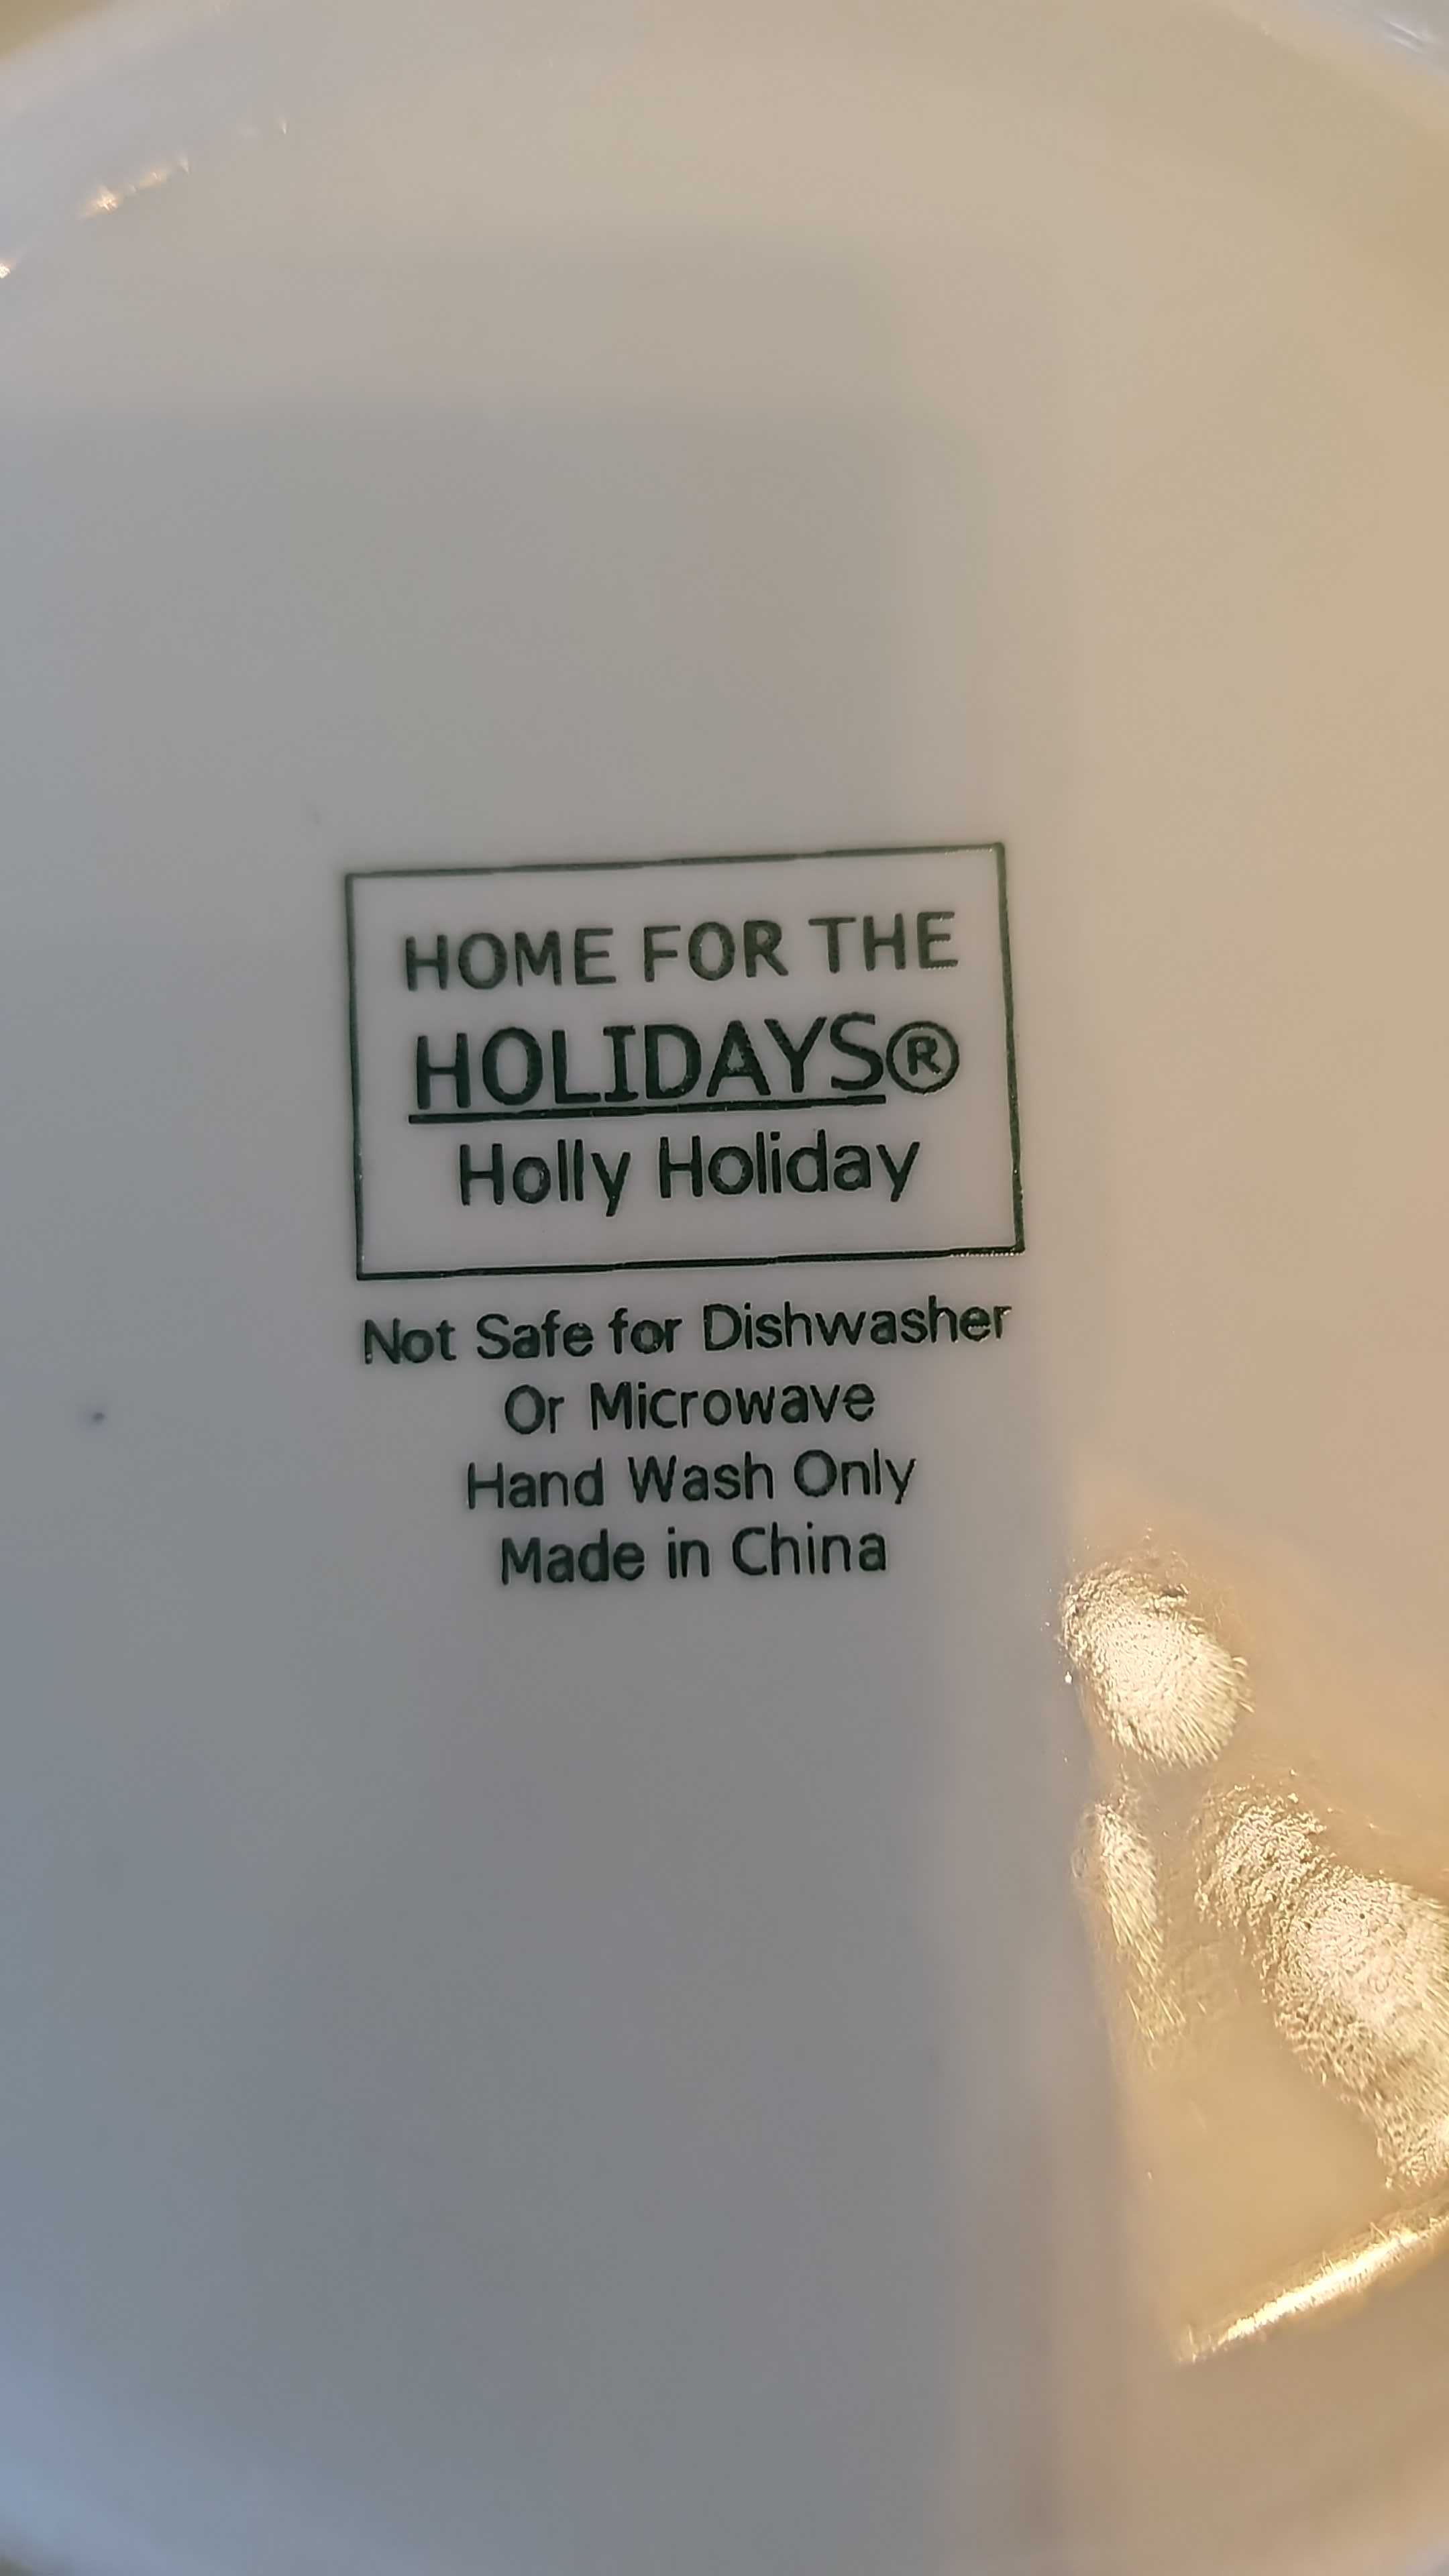 HOME FOR THE
HOLIDAYS®
Holly Holiday
Not Safe for Dishwasher
Or Microwave
Hand Wash Only
Made in China